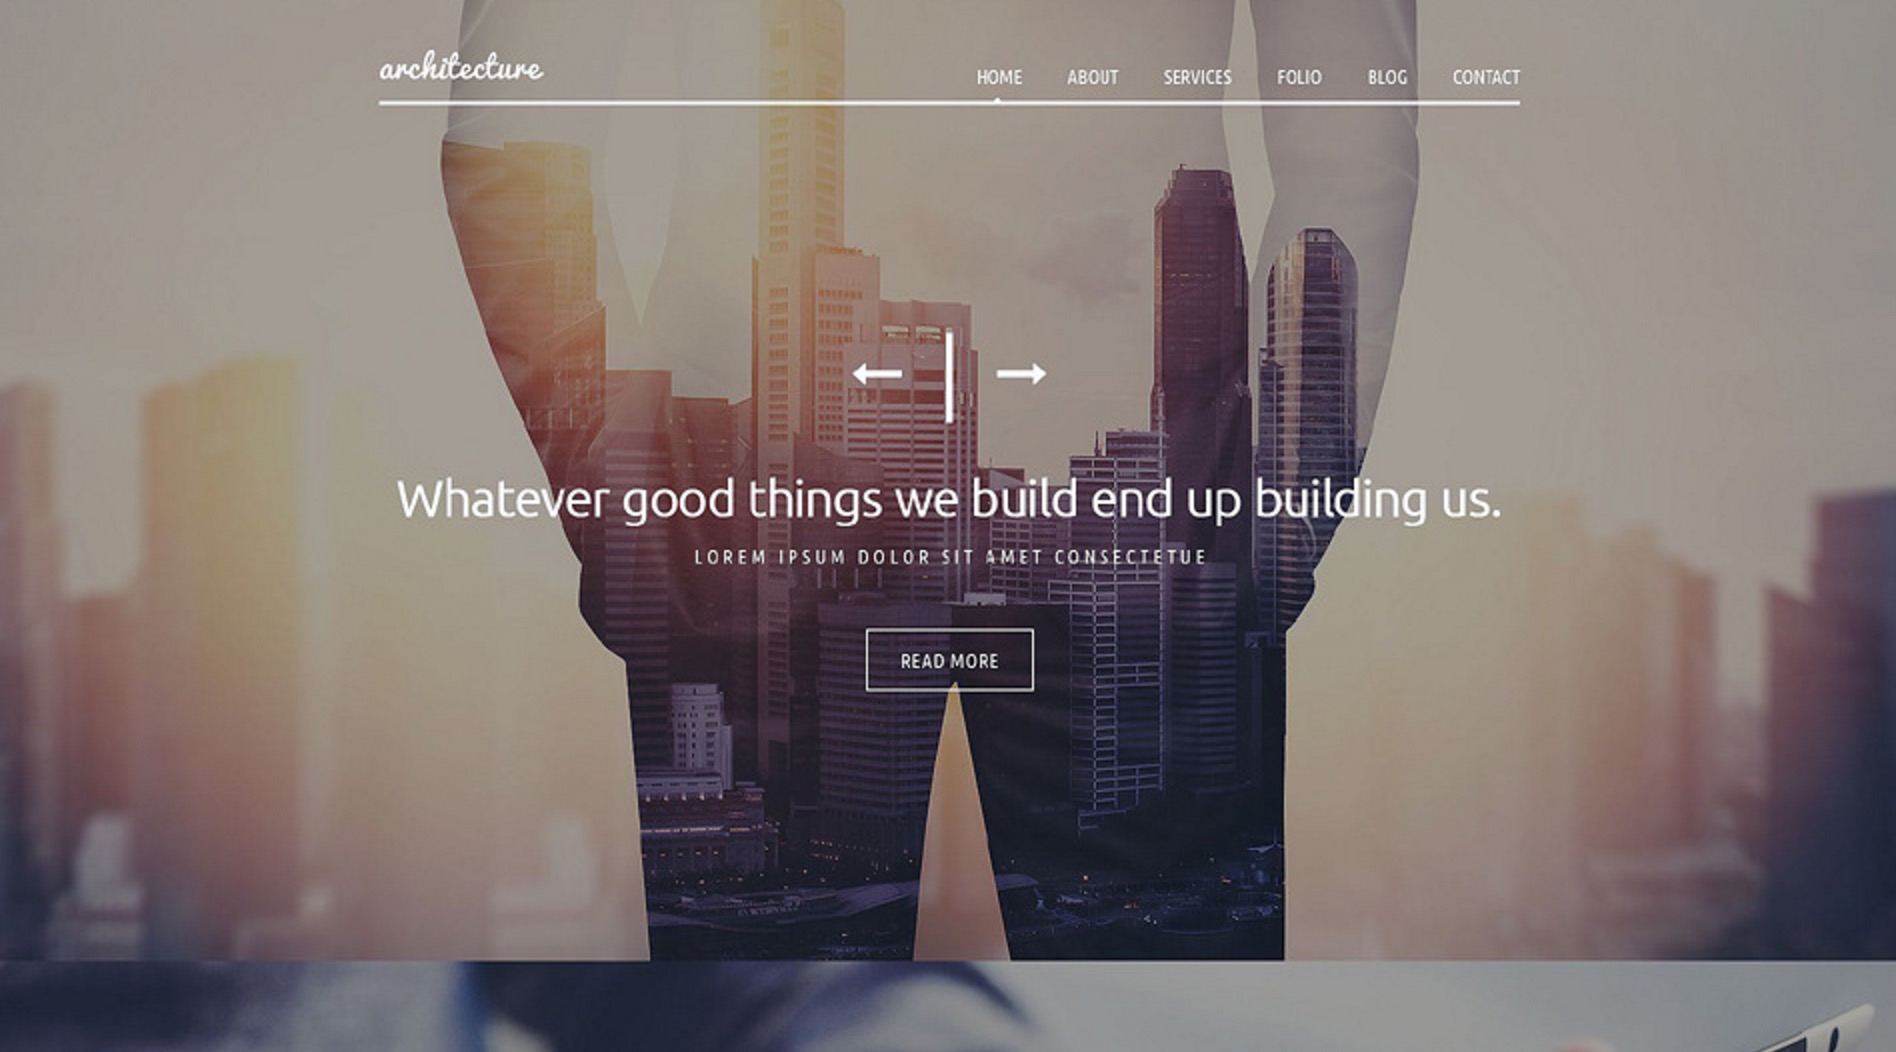 architecture
HOME ABOUT SERVICES FOLIO BLOG CONTACT
Whatever good things we build end up building us.
LOREM IPSUM DOLOR SIT AMET CONSECTETUE
READ MORE